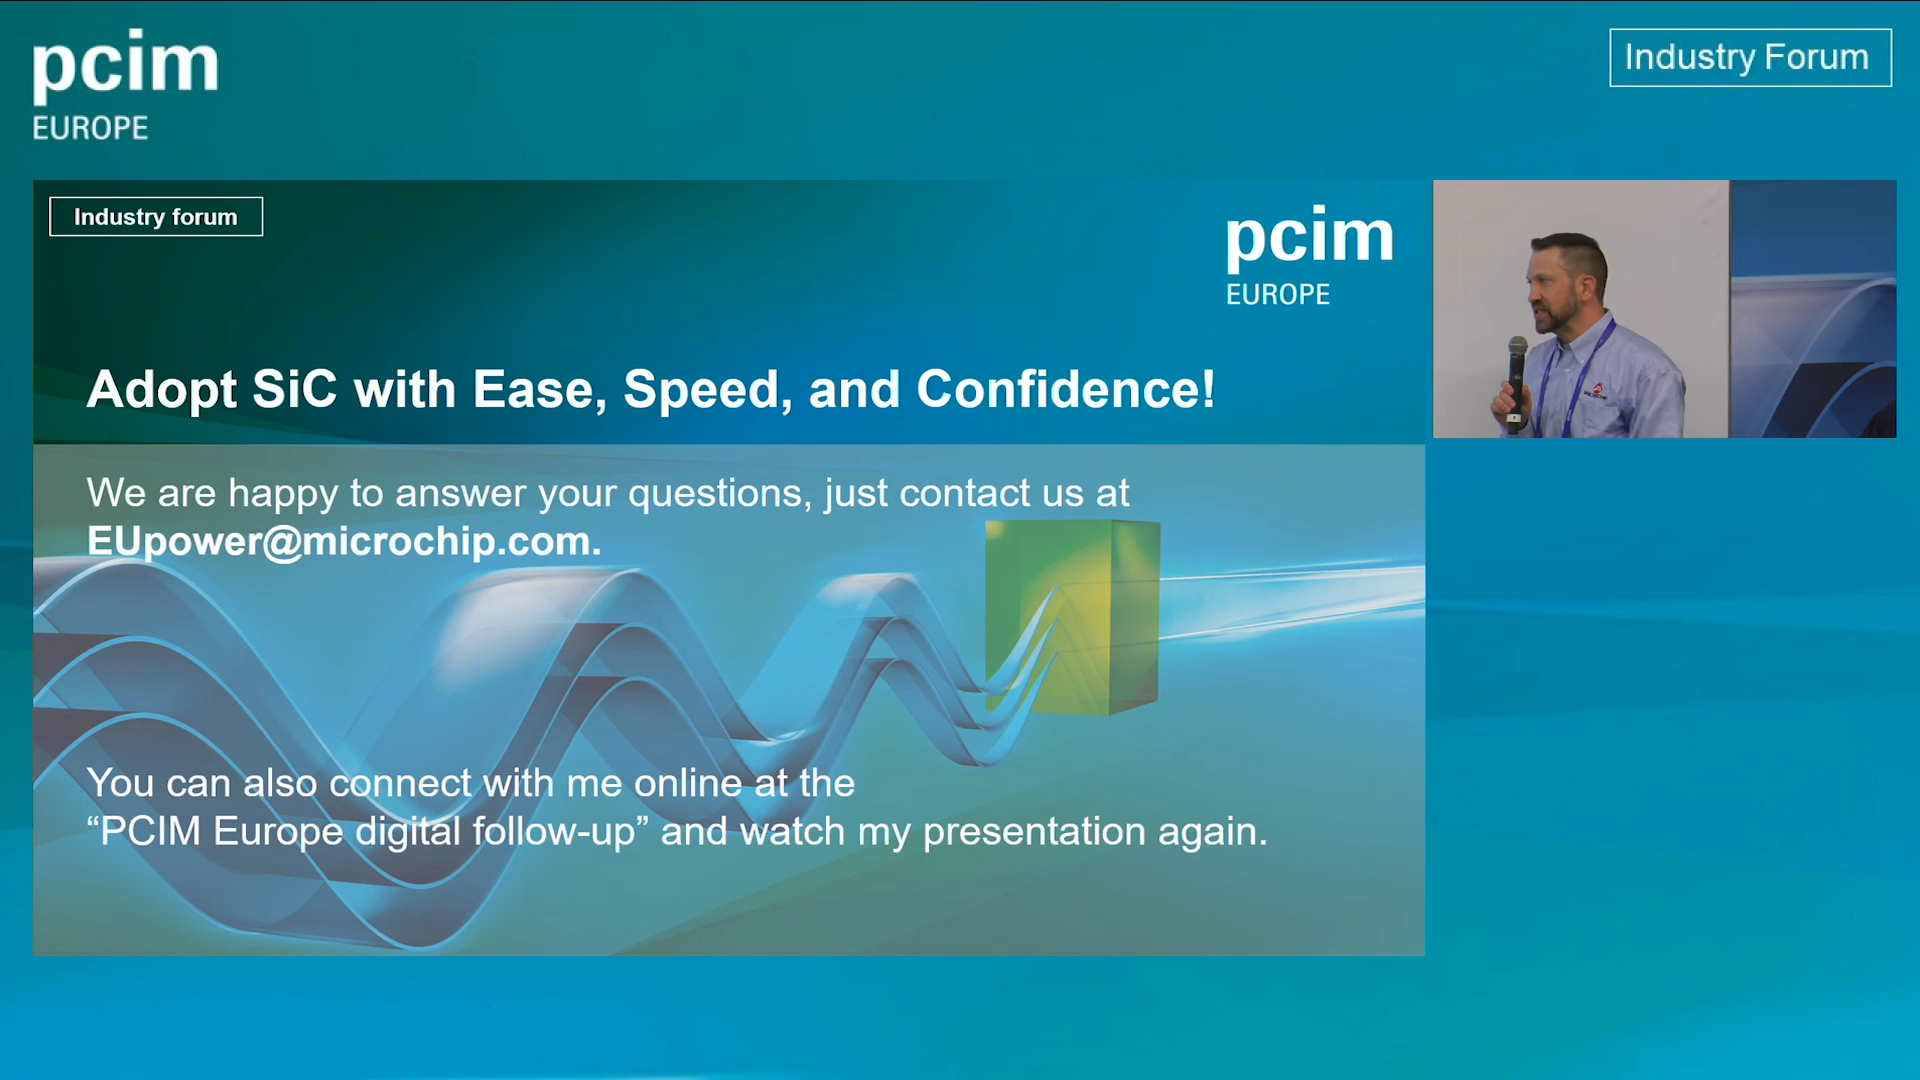 pcim
EUROPE
Industry Forum
Industry forum
pcim
EUROPE
Adopt SiC with Ease, Speed, and Confidence!
We are happy to answer your questions, just contact us at
EUpower@microchip.com.
You can also connect with me online at the
“PCIM Europe digital follow-up” and watch my presentation again.
MICROCHIP